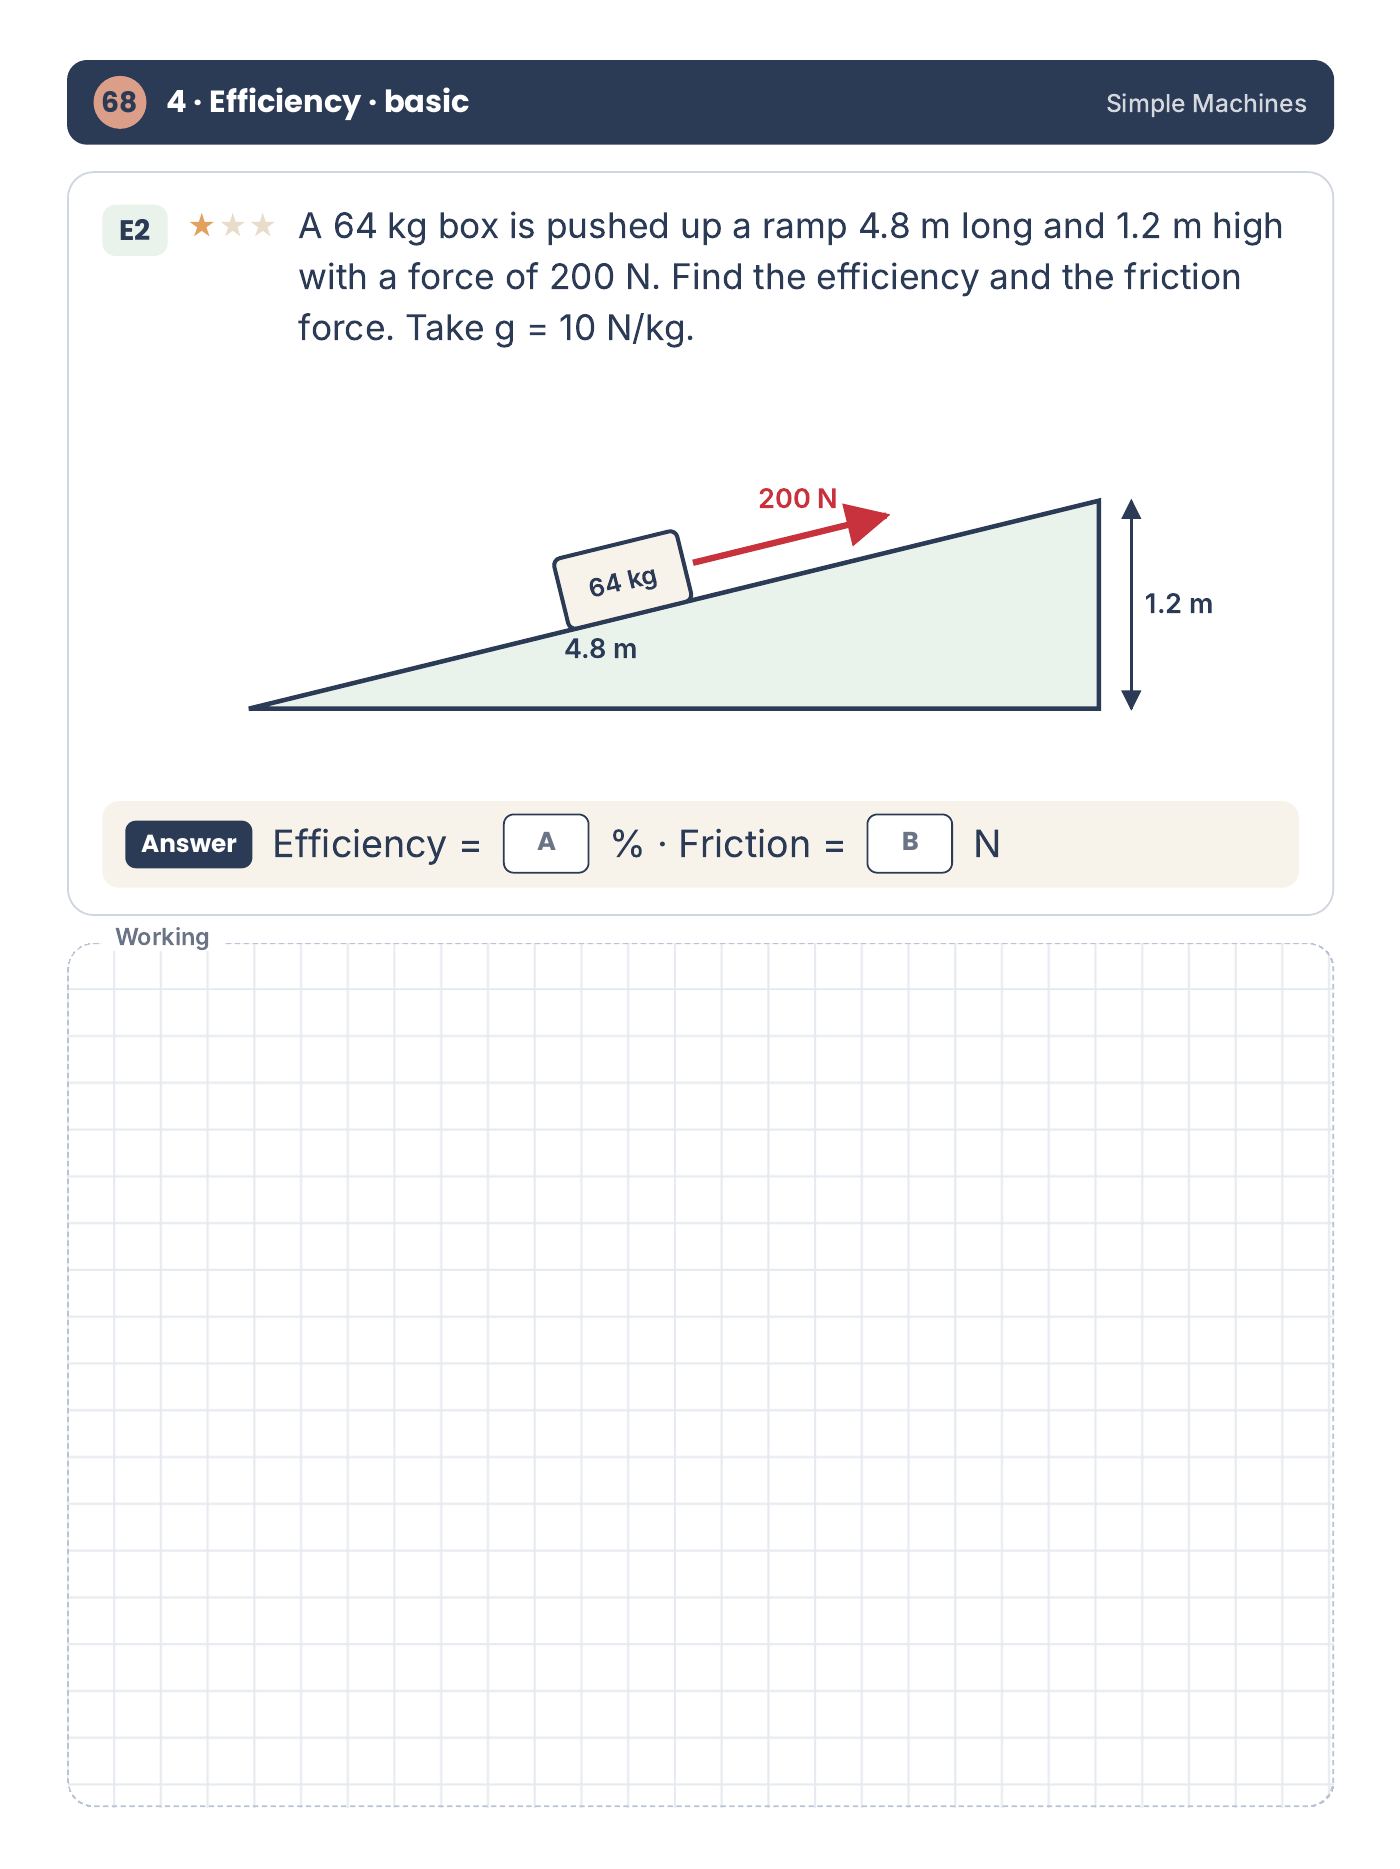 68 4 · Efficiency · basic Simple Machines
E2 ★★★ A 64 kg box is pushed up a ramp 4.8 m long and 1.2 m high
with a force of 200 N. Find the efficiency and the friction
force. Take g = 10 N/kg.
200 N
64 kg
1.2 m
4.8 m
Answer Efficiency = A % · Friction = B N
Working